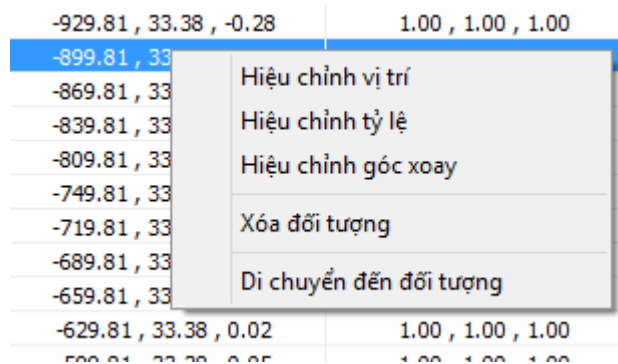 -929.81 , 33.38 , -0.28 1.00 , 1.00 , 1.00
-899.81 , 33
Hiệu chỉnh vị trí
-869.81 , 33
-839.81 , 33
Hiệu chỉnh tỷ lệ
-809.81 , 33
Hiệu chỉnh góc xoay
-749.81 , 33
-719.81 , 33
Xóa đối tượng
-689.81 , 33
-659.81 , 33
Di chuyển đến đối tượng
-629.81 , 33.38 , 0.02 1.00 , 1.00 , 1.00